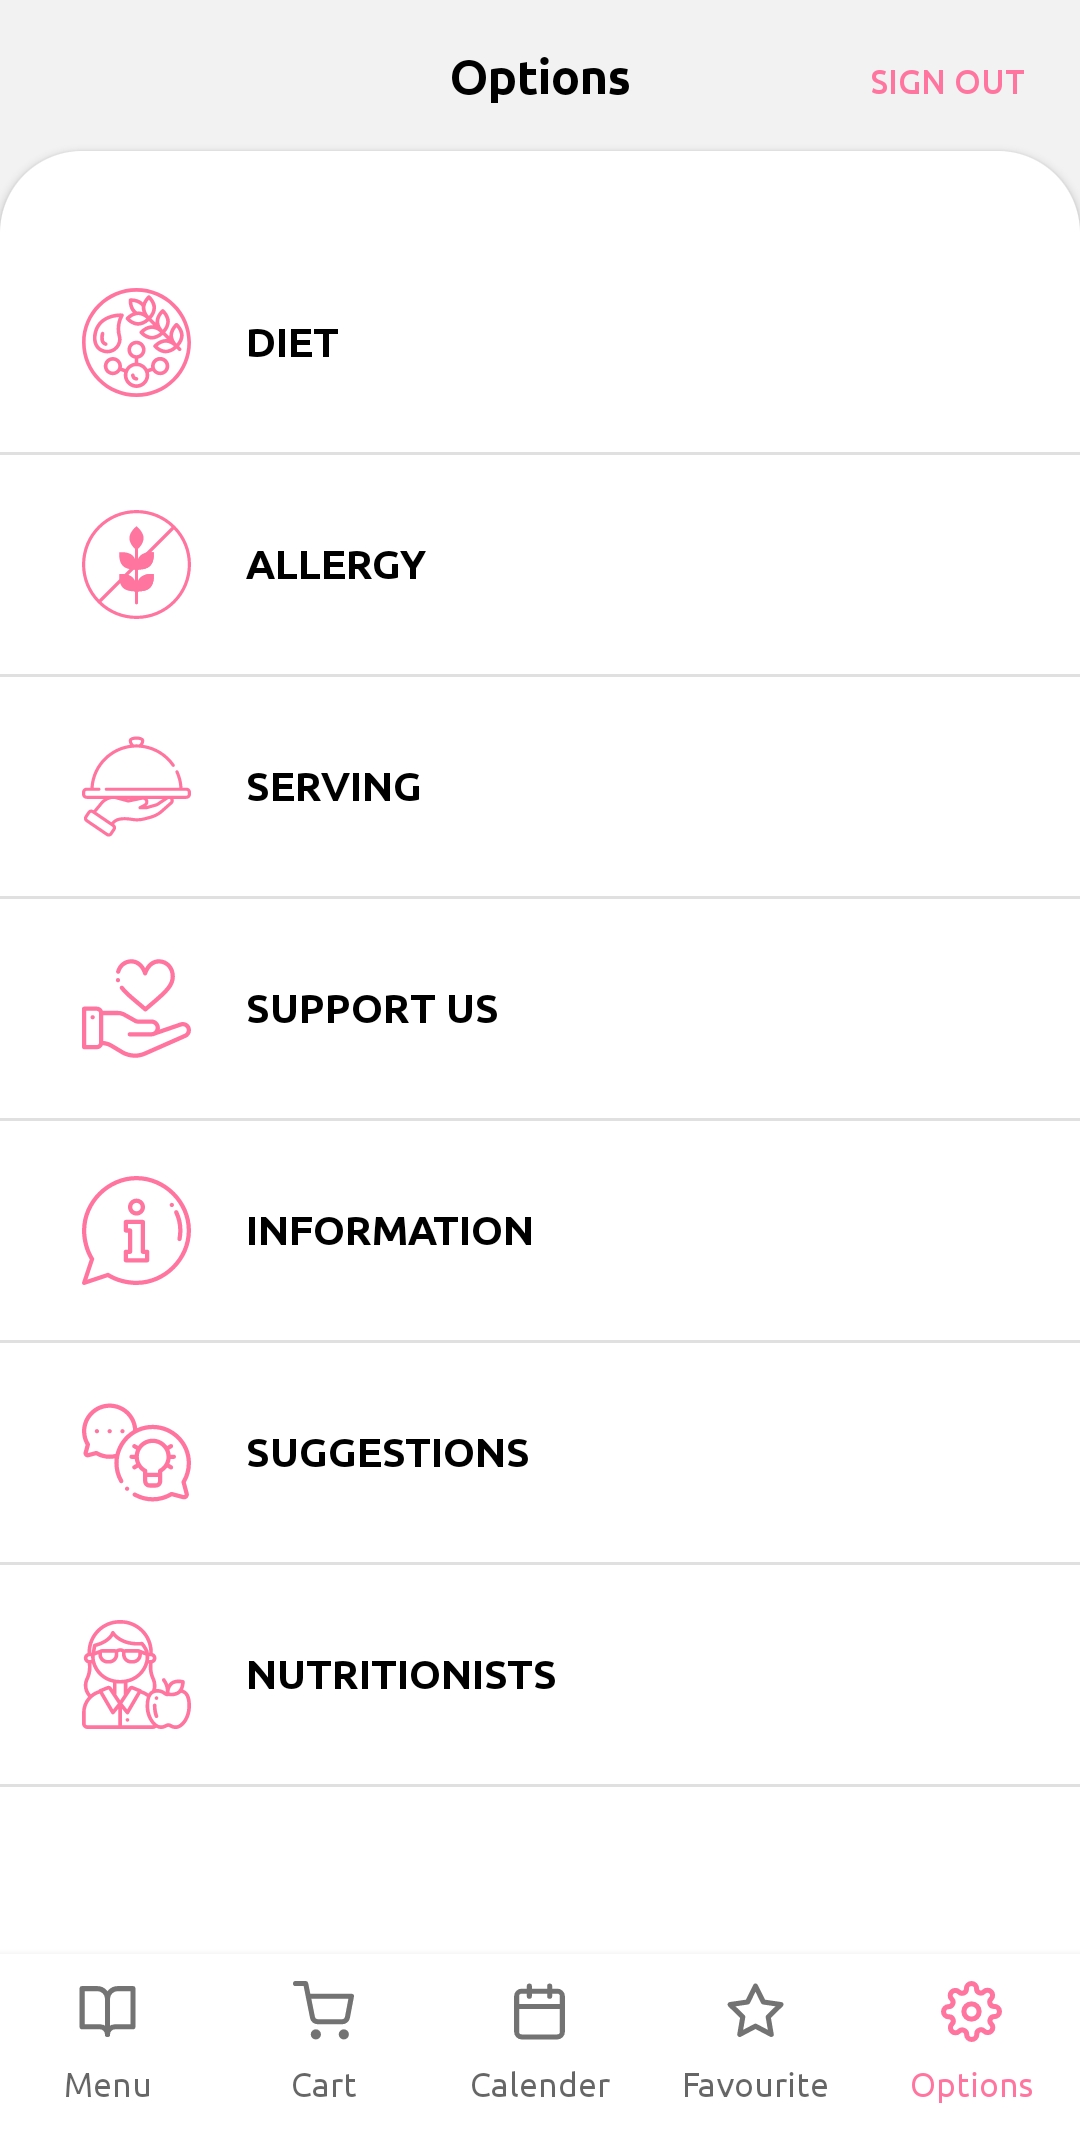 Options
SIGN OUT
DIET
ALLERGY
SERVING
SUPPORT US
INFORMATION
SUGGESTIONS
NUTRITIONISTS
Menu
Cart
Calender
Favourite
Options